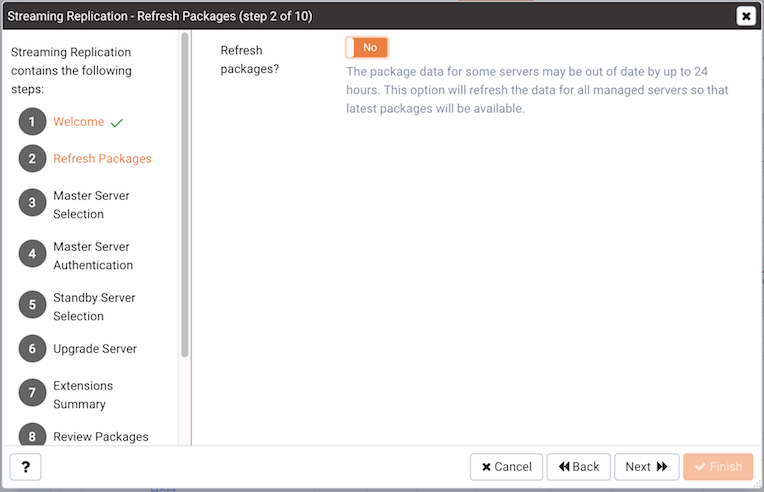 Streaming Replication - Refresh Packages (step 2 of 10)
Streaming Replication
contains the following
steps:
1 Welcome
2 Refresh Packages
3 Master Server
Selection
4 Master Server
Authentication
5 Standby Server
Selection
6 Upgrade Server
7 Extensions
Summary
8 Review Packages
Refresh
packages?
No
The package data for some servers may be out of date by up to 24
hours. This option will refresh the data for all managed servers so that
latest packages will be available.
?
Cancel
Back
Next
Finish